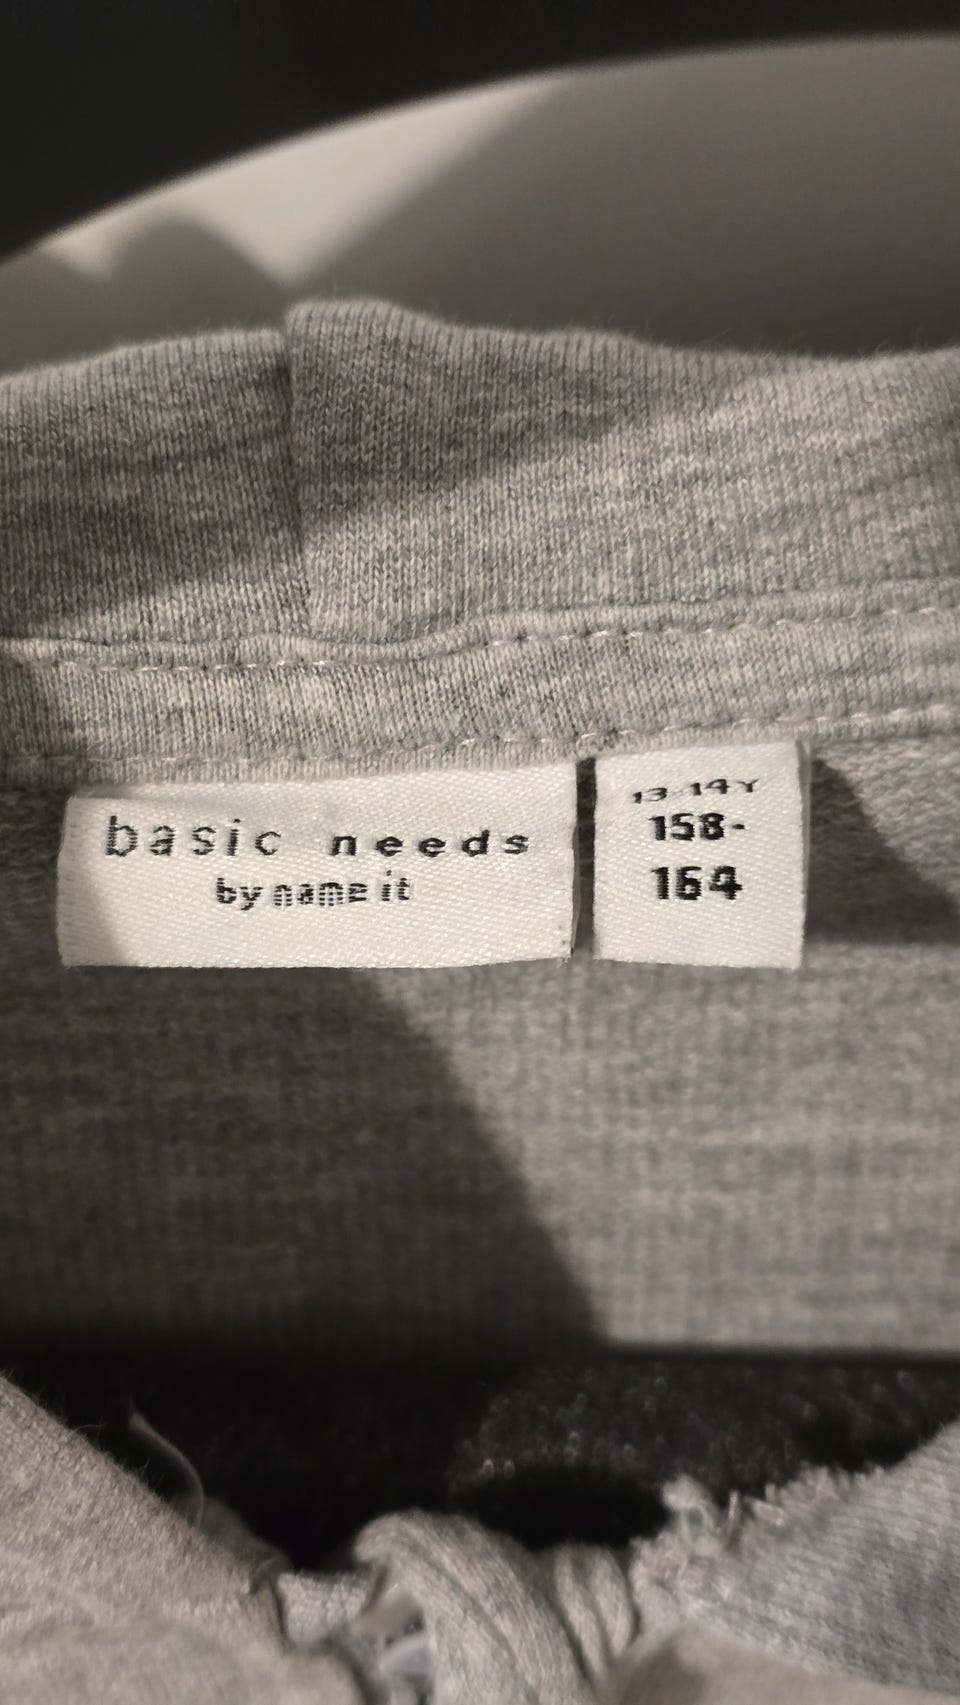 basic needs
by name it
13-14Y
158-
164